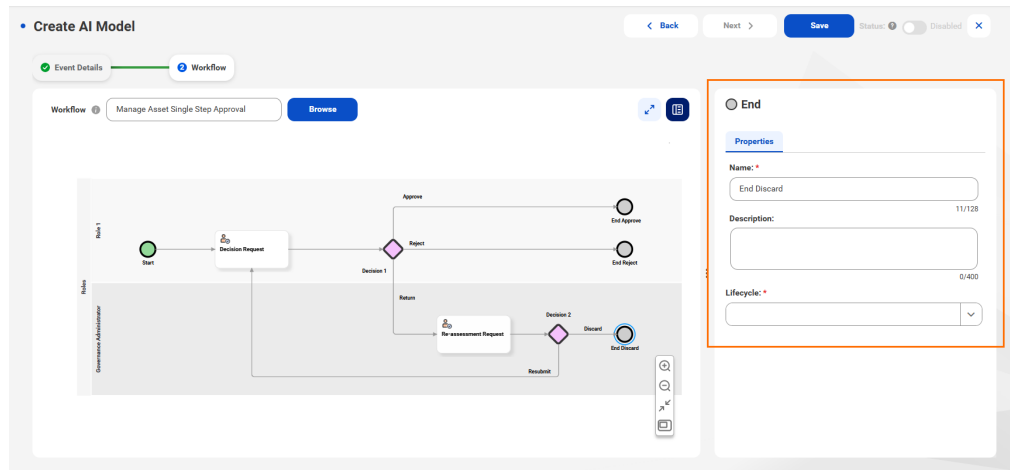 Create AI Model
Back
Next
Save
Status:
Disabled
Event Details
2
Workflow
Workflow
Manage Asset Single Step Approval
Browse
End
Properties
Name: *
End Discard
11/128
Description:
0/400
Lifecycle: *
Roles
Role 1
Governance Administrator
Start
Decision Request
Decision 1
Approve
Reject
Return
End Approve
End Reject
Re-assessment Request
Decision 2
Discard
End Discard
Resubmit